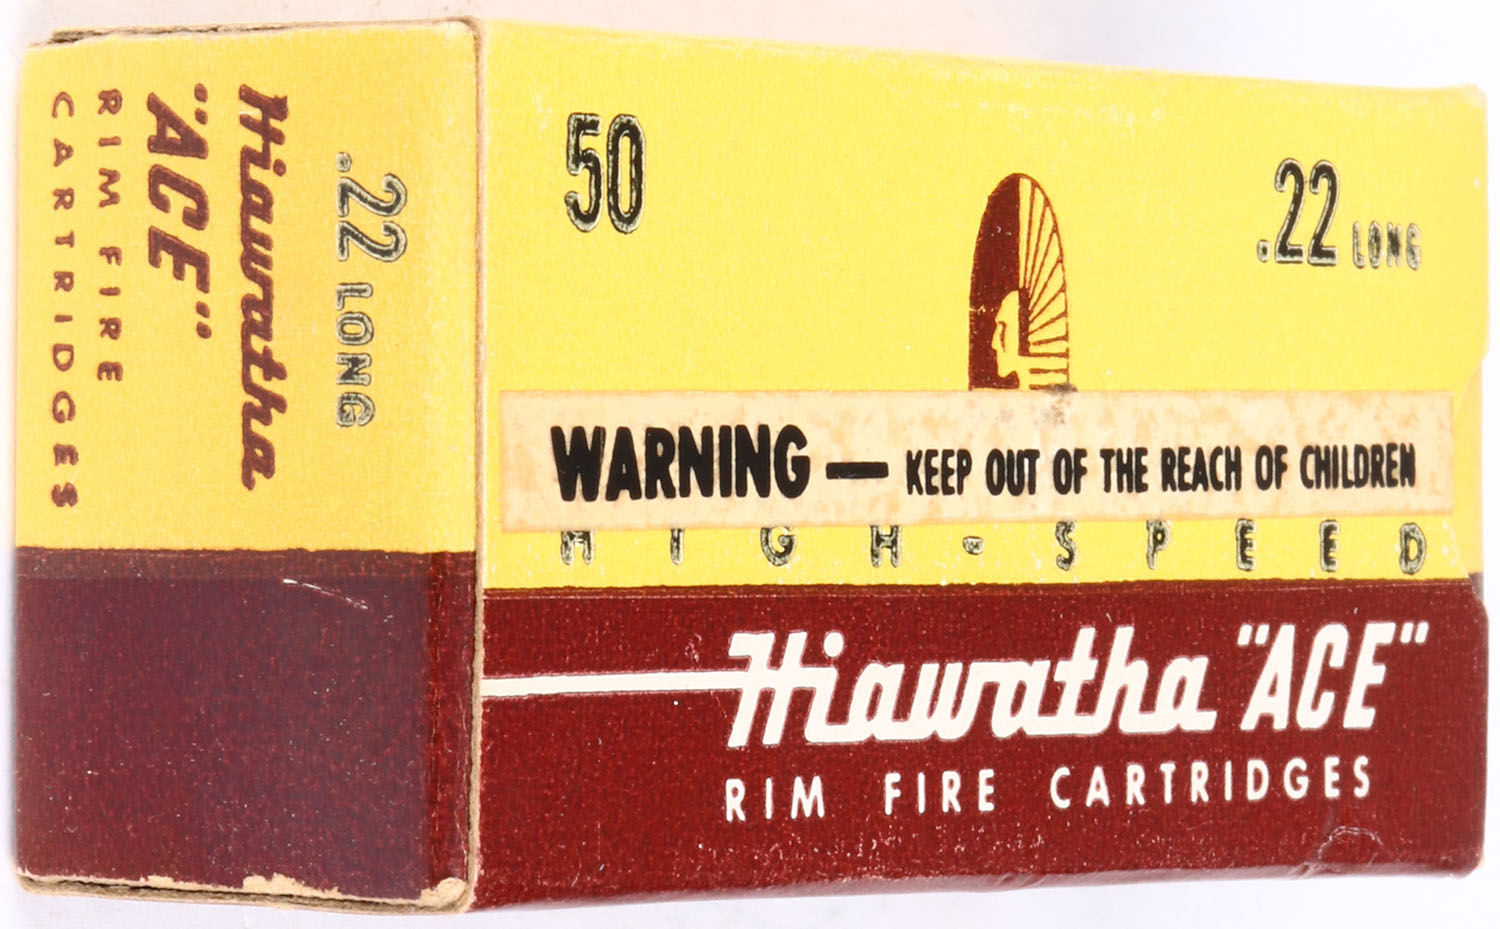 .22 LONG
Hiawatha
"ACE"
RIM FIRE
CARTRIDGES
50
.22 LONG
WARNING — KEEP OUT OF THE REACH OF CHILDREN
HIGH-SPEED
Hiawatha "ACE"
RIM FIRE CARTRIDGES